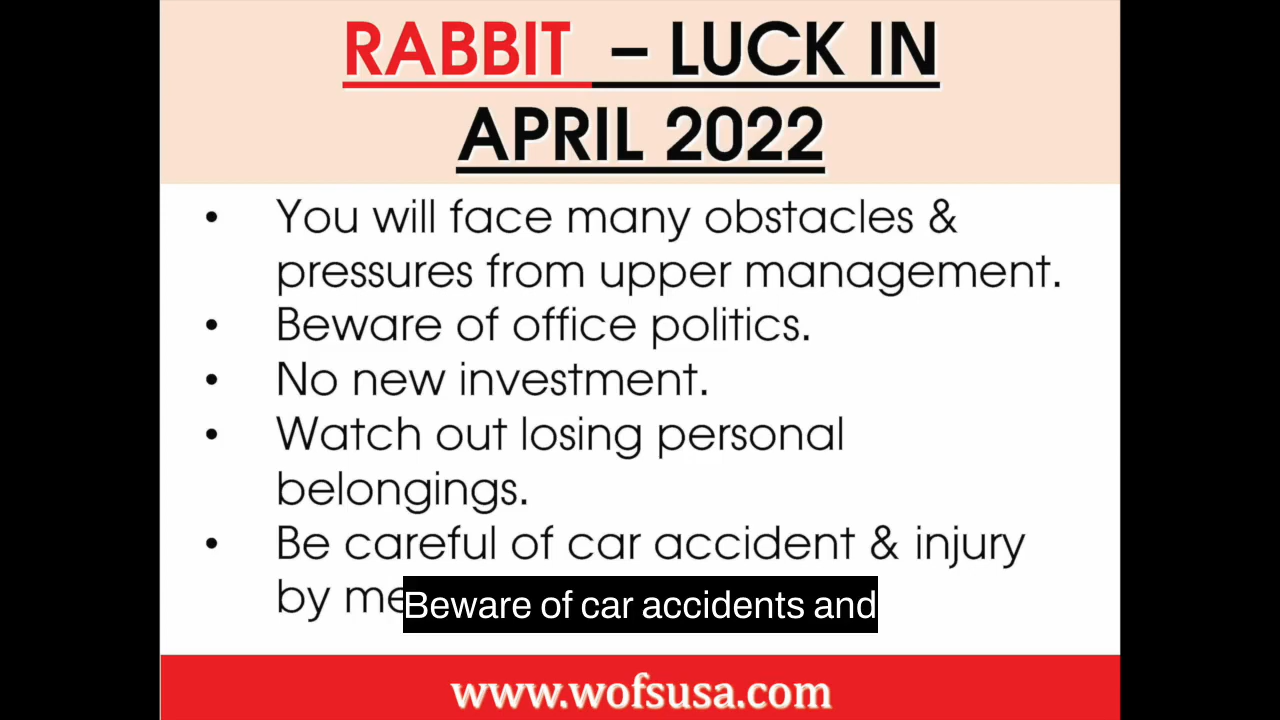 RABBIT – LUCK IN
APRIL 2022
• You will face many obstacles &
pressures from upper management.
• Beware of office politics.
• No new investment.
• Watch out losing personal
belongings.
• Be careful of car accident & injury
by
Beware of car accidents and
www.wofsusa.com